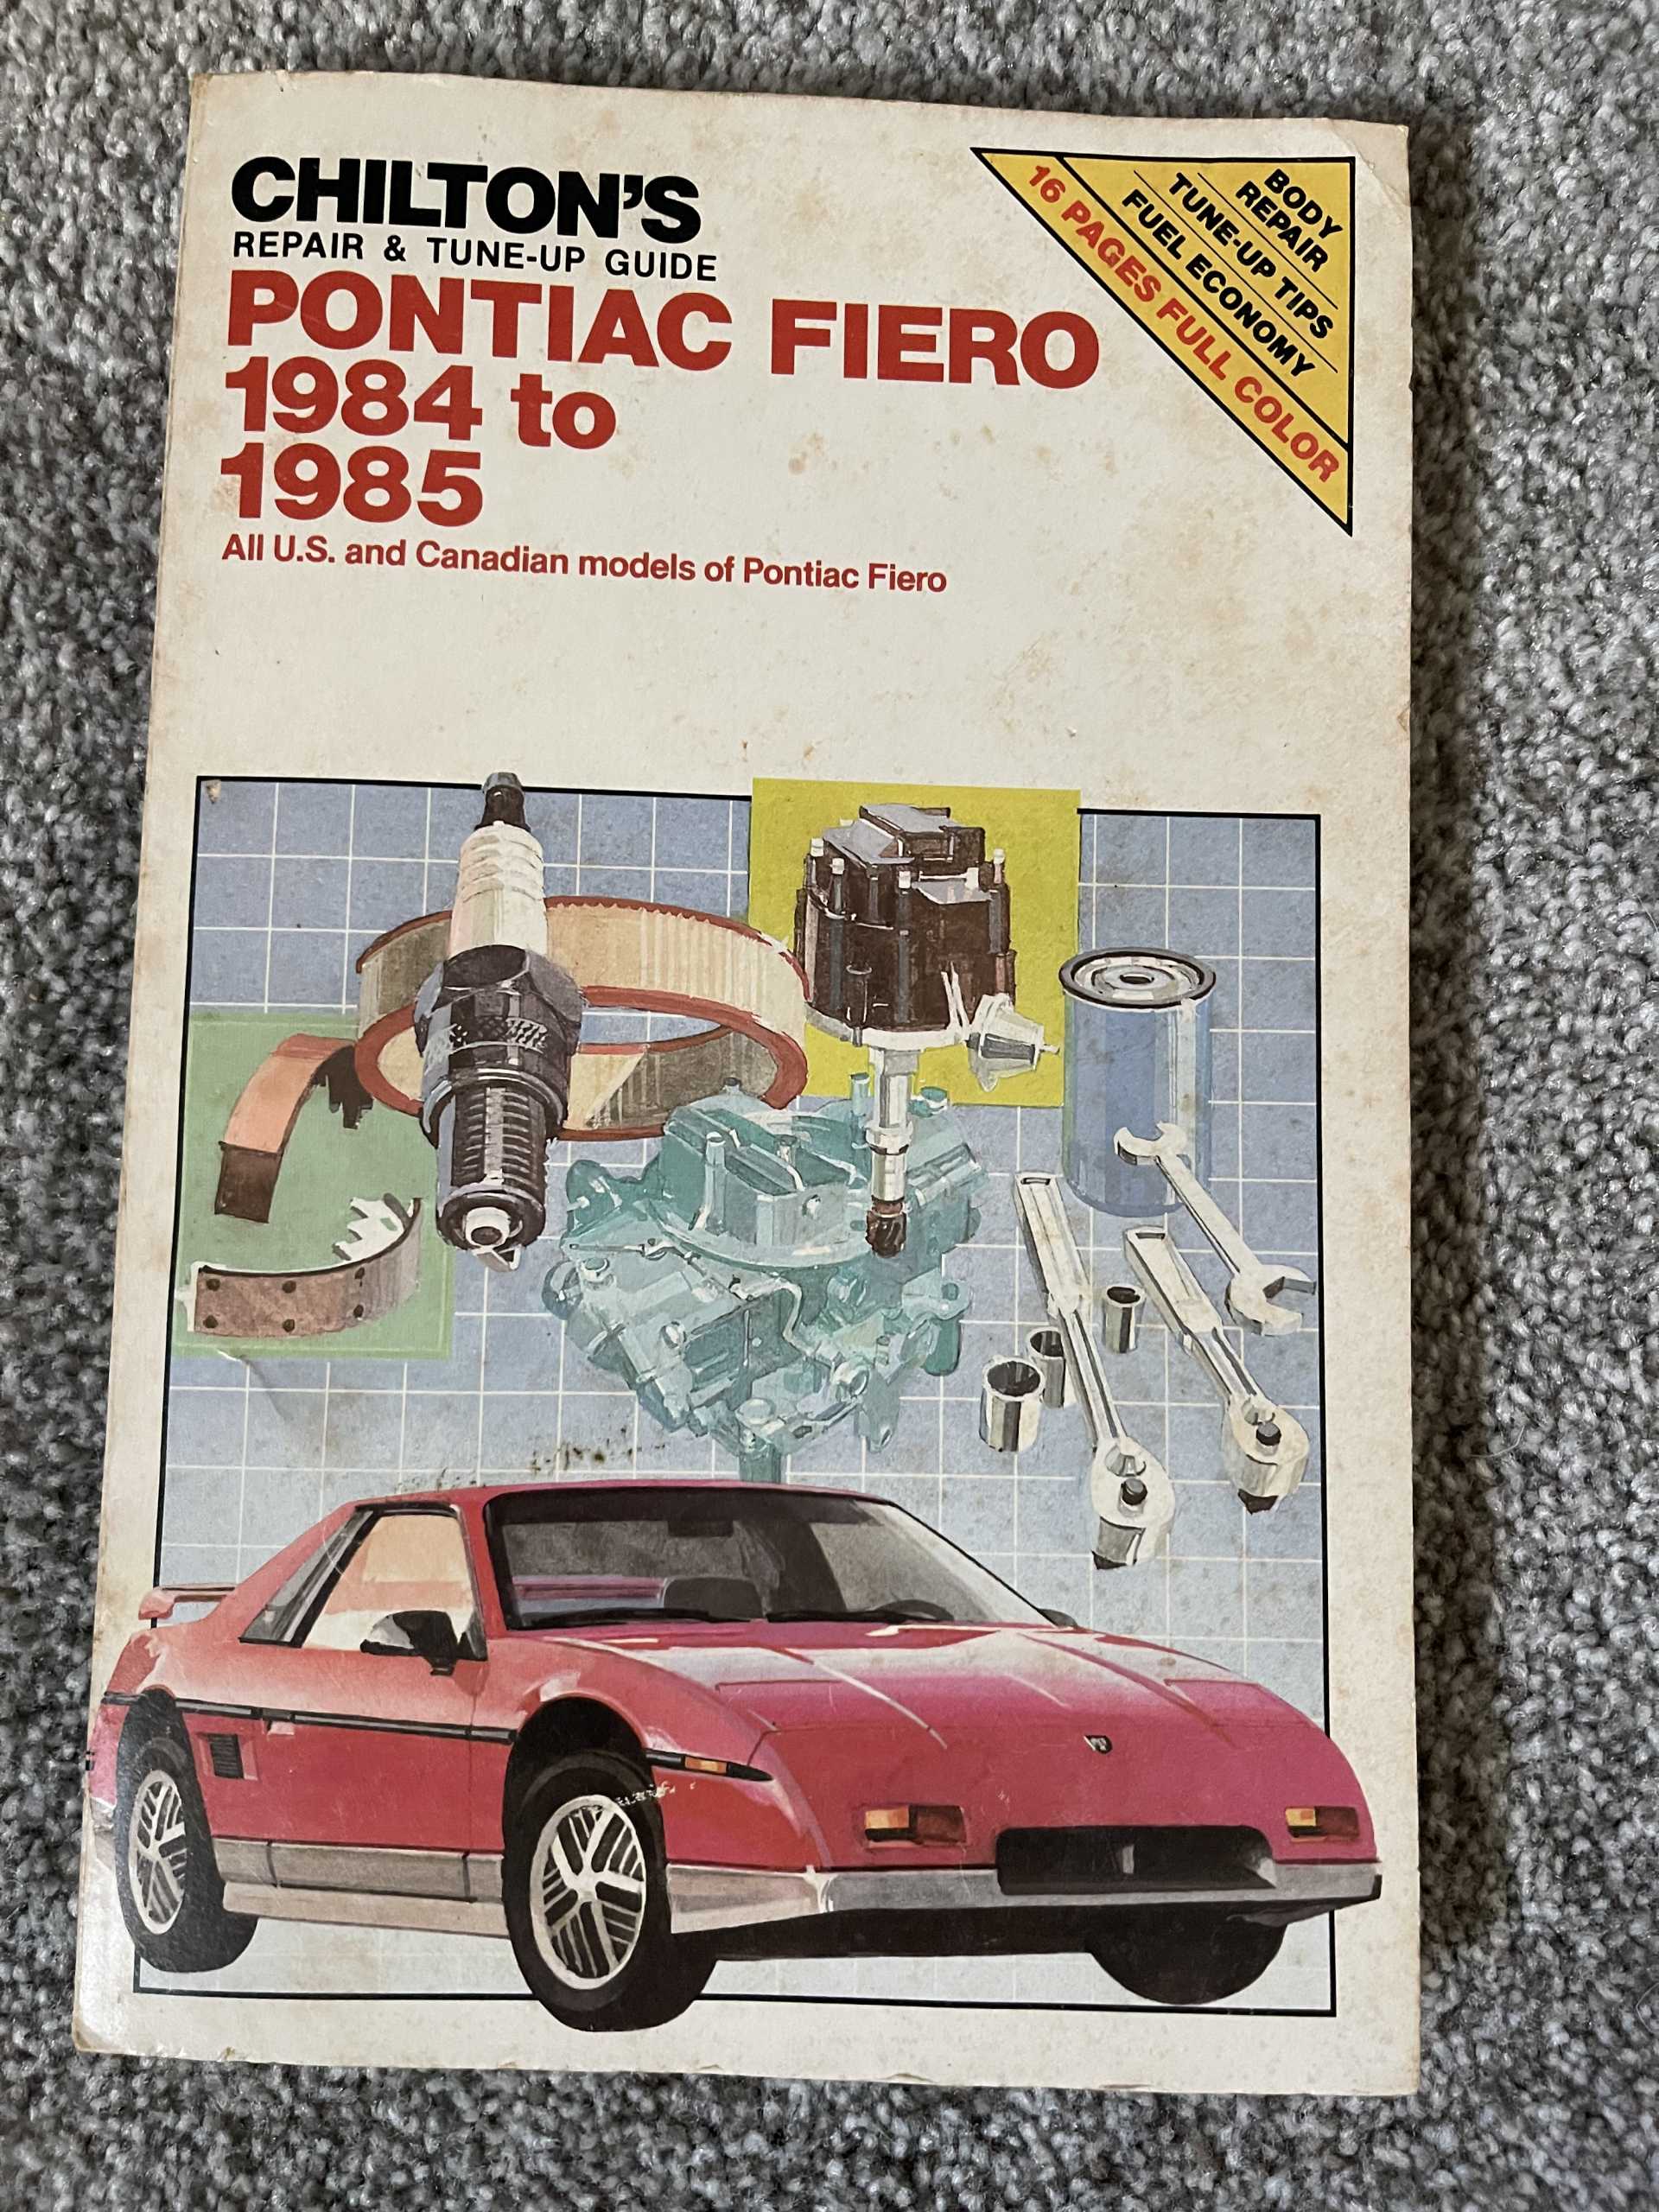 CHILTON'S
REPAIR & TUNE-UP GUIDE
PONTIAC FIERO
1984 to
1985
All U.S. and Canadian models of Pontiac Fiero
BODY
REPAIR
TUNE-UP TIPS
FUEL ECONOMY
16 PAGES FULL COLOR